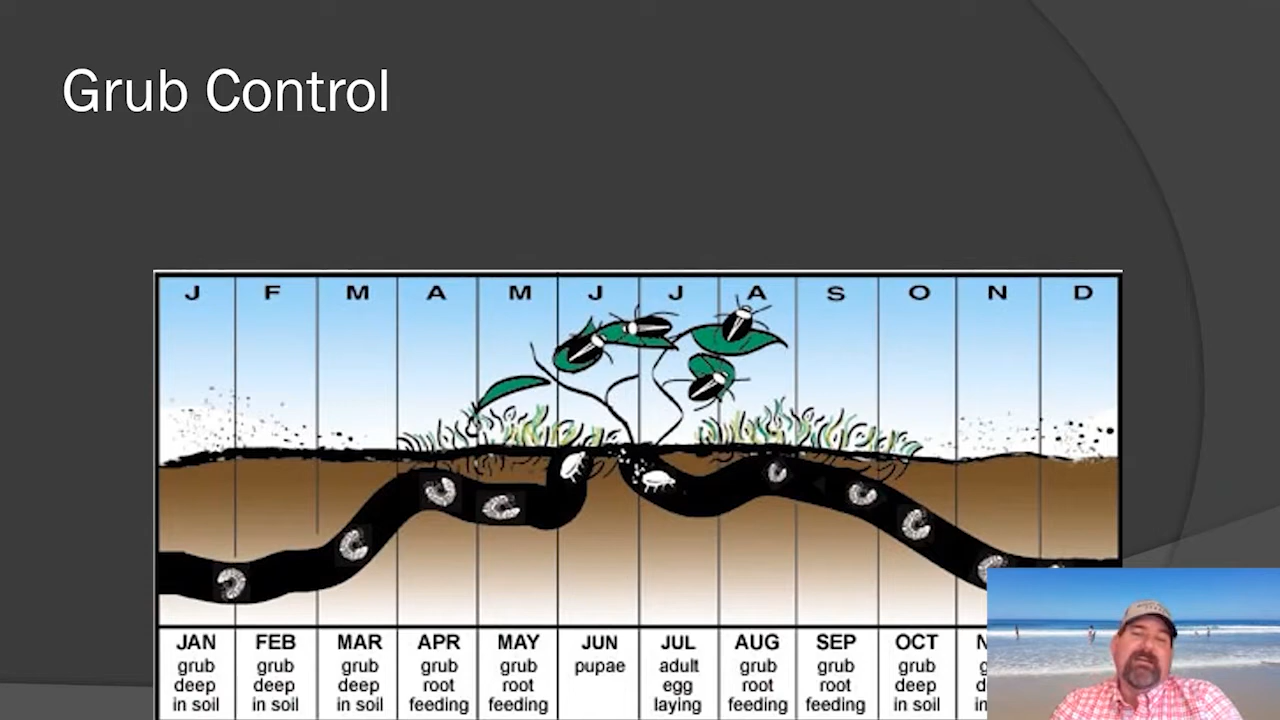 Grub Control
J F M A M J J A S O N D
JAN FEB MAR APR MAY JUN JUL AUG SEP OCT N
grub grub grub grub grub pupae adult grub grub grub g
deep deep deep root root egg root root deep d
in soil in soil in soil feeding feeding laying feeding feeding in soil in